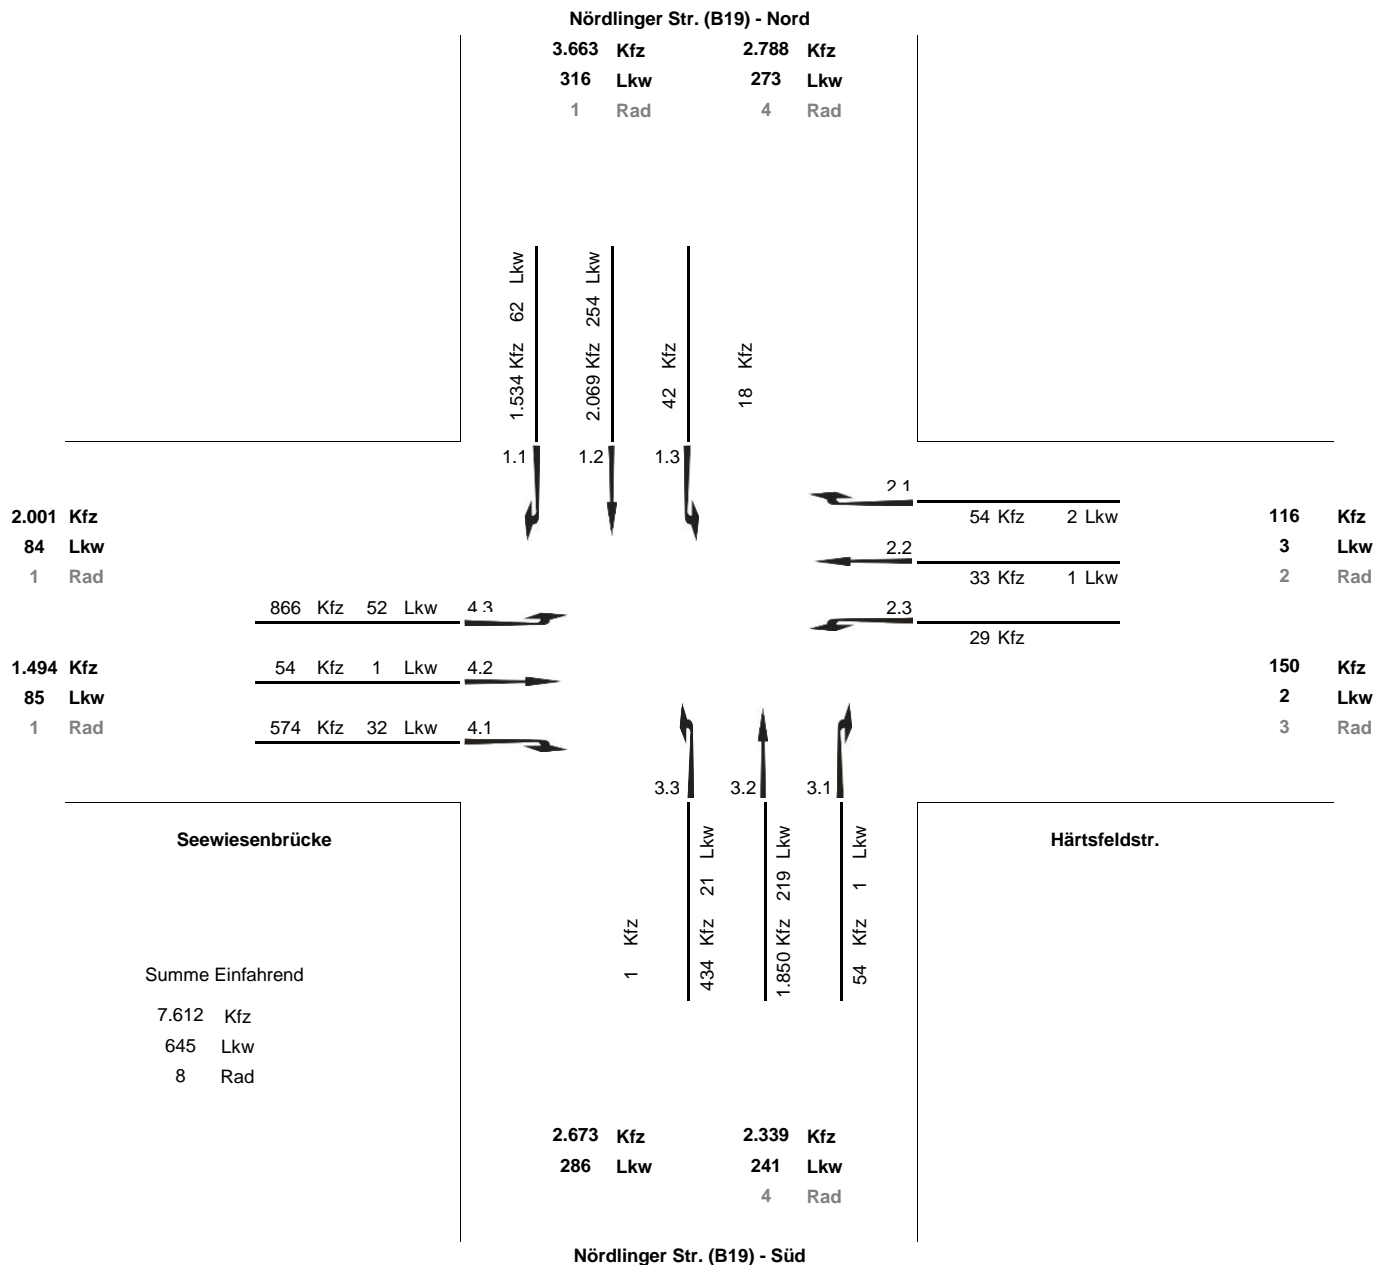 Nördlinger Str. (B19) - Nord
3.663 Kfz 2.788 Kfz
316 Lkw 273 Lkw
1 Rad 4 Rad
1.534 Kfz 62 Lkw
2.069 Kfz 254 Lkw
42 Kfz
18 Kfz
1.1 1.2 1.3
2.1
54 Kfz 2 Lkw
2.2
33 Kfz 1 Lkw
2.3
29 Kfz
2.001 Kfz
84 Lkw
1 Rad
116 Kfz
3 Lkw
2 Rad
866 Kfz 52 Lkw 4.3
54 Kfz 1 Lkw 4.2
574 Kfz 32 Lkw 4.1
1.494 Kfz
85 Lkw
1 Rad
150 Kfz
2 Lkw
3 Rad
3.3 3.2 3.1
1 Kfz
434 Kfz 21 Lkw
1.850 Kfz 219 Lkw
54 Kfz 1 Lkw
Seewiesenbrücke
Härtsfeldstr.
Summe Einfahrend
7.612 Kfz
645 Lkw
8 Rad
2.673 Kfz 2.339 Kfz
286 Lkw 241 Lkw
4 Rad
Nördlinger Str. (B19) - Süd